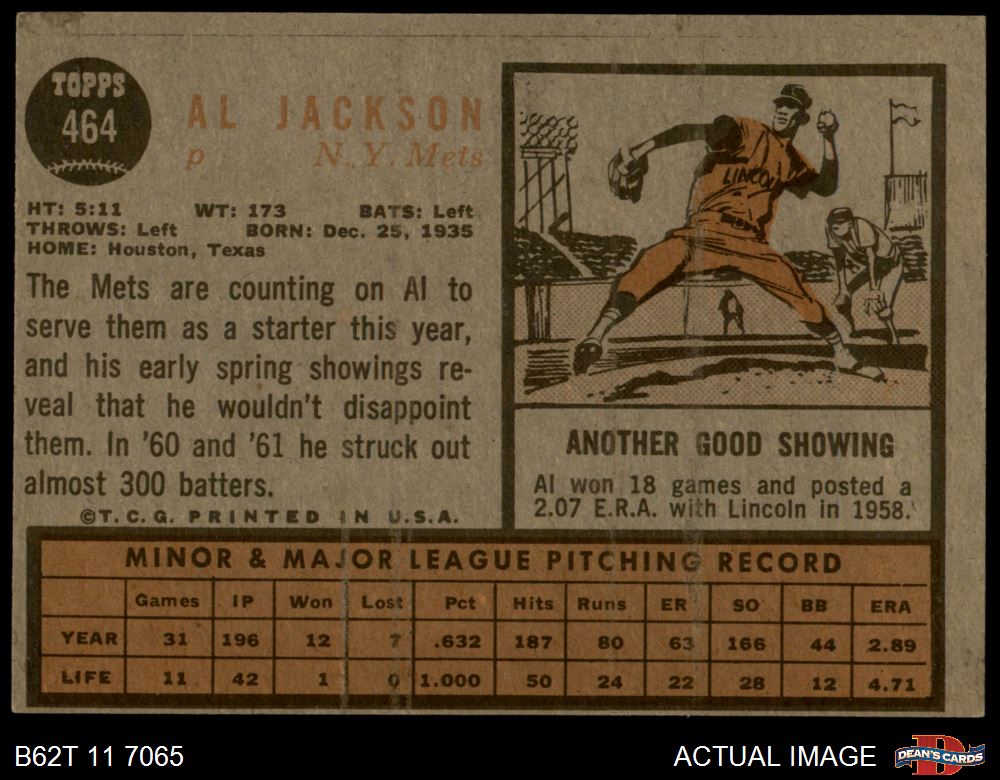 TOPPS
464
AL JACKSON
p N.Y. Mets
HT: 5:11 WT: 173 BATS: Left
THROWS: Left BORN: Dec. 25, 1935
HOME: Houston, Texas
The Mets are counting on Al to
serve them as a starter this year,
and his early spring showings re-
veal that he wouldn't disappoint
them. In '60 and '61 he struck out
almost 300 batters.
©T.C.G. PRINTED IN U.S.A.
LINCOL
ANOTHER GOOD SHOWING
Al won 18 games and posted a
2.07 E.R.A. with Lincoln in 1958.
MINOR & MAJOR LEAGUE PITCHING RECORD
Games IP Won Lost Pct Hits Runs ER SO BB ERA
YEAR 31 196 12 7 .632 187 80 63 166 44 2.89
LIFE 11 42 1 0 1.000 50 24 22 28 12 4.71
B62T 11 7065
ACTUAL IMAGE
DEAN'S CARDS